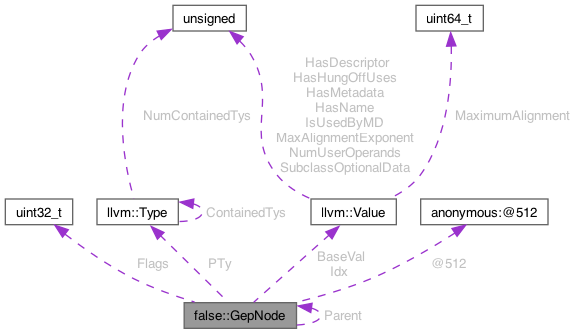 unsigned
uint64_t
HasDescriptor
HasHungOffUses
HasMetadata
HasName
IsUsedByMD
MaxAlignmentExponent
NumUserOperands
SubclassOptionalData
NumContainedTys
MaximumAlignment
uint32_t
llvm::Type
ContainedTys
llvm::Value
anonymous:@512
Flags
PTy
BaseVal
Idx
@512
false::GepNode
Parent